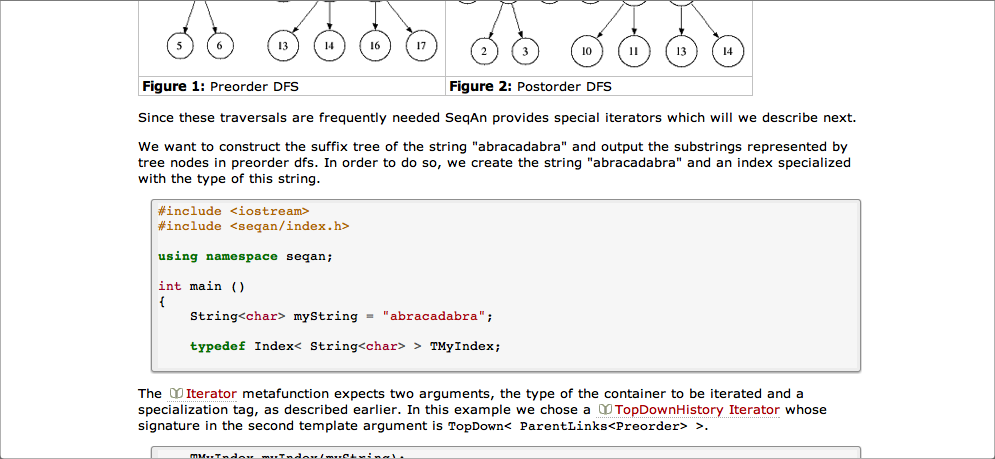 5 6 13 14 16 17 2 3 10 11 13 14
Figure 1: Preorder DFS Figure 2: Postorder DFS
Since these traversals are frequently needed SeqAn provides special iterators which will we describe next.
We want to construct the suffix tree of the string "abracadabra" and output the substrings represented by
tree nodes in preorder dfs. In order to do so, we create the string "abracadabra" and an index specialized
with the type of this string.
#include <iostream>
#include <seqan/index.h>
using namespace seqan;
int main ()
{
String<char> myString = "abracadabra";
typedef Index< String<char> > TMyIndex;
The Iterator metafunction expects two arguments, the type of the container to be iterated and a
specialization tag, as described earlier. In this example we chose a TopDownHistory Iterator whose
signature in the second template argument is TopDown< ParentLinks<Preorder> >.
TMyIndex myIndex(myString);